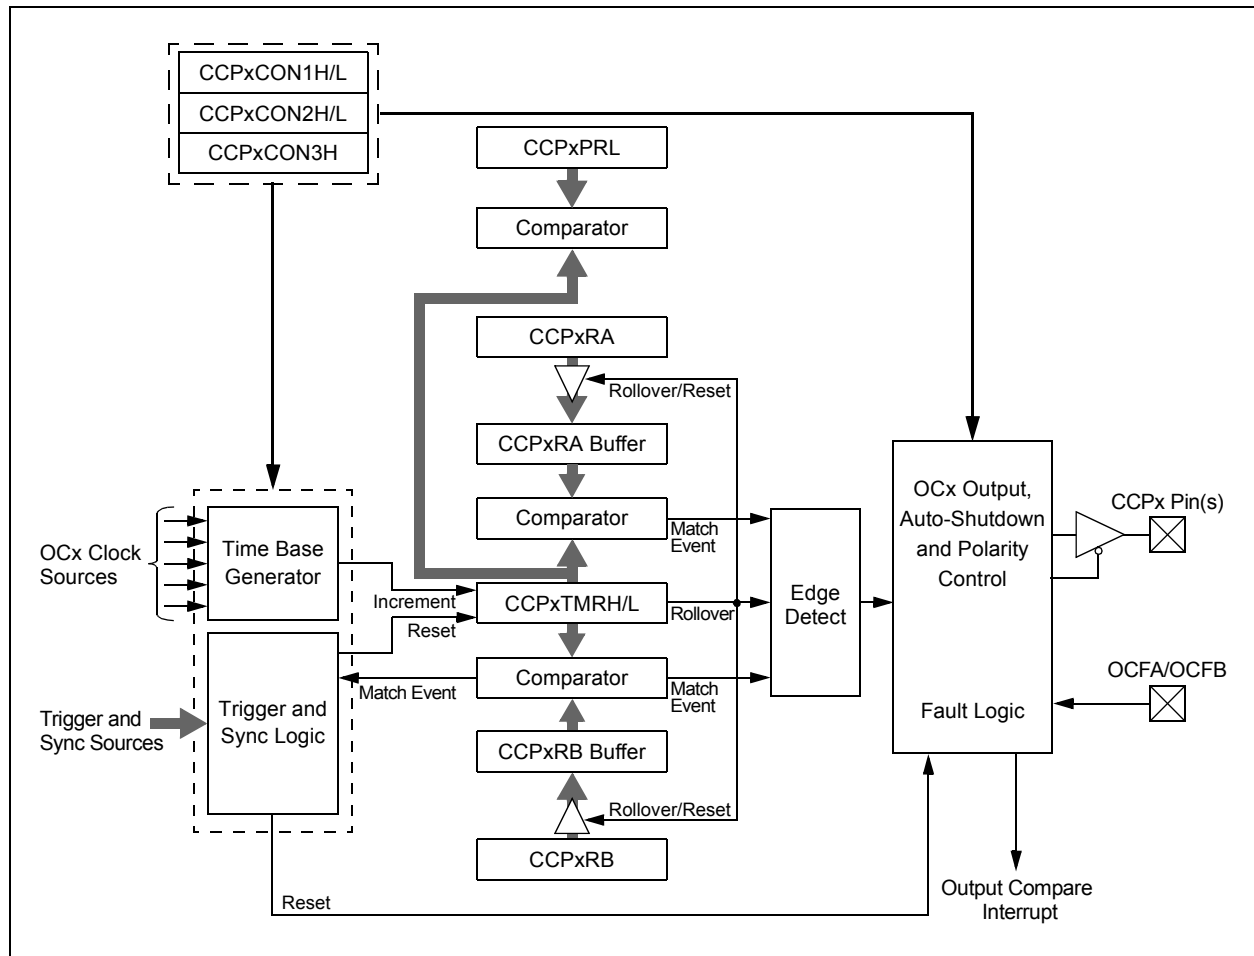 CCPxCON1H/L
CCPxCON2H/L
CCPxCON3H
CCPxPRL
Comparator
CCPxRA
Rollover/Reset
CCPxRA Buffer
Comparator
Match
Event
OCx Clock
Sources
Time Base
Generator
Increment
Reset
CCPxTMRH/L
Rollover
Edge
Detect
OCx Output,
Auto-Shutdown
and Polarity
Control
Fault Logic
CCPx Pin(s)
OCFA/OCFB
Trigger and
Sync Sources
Trigger and
Sync Logic
Match Event
Comparator
Match
Event
CCPxRB Buffer
Rollover/Reset
CCPxRB
Reset
Output Compare
Interrupt